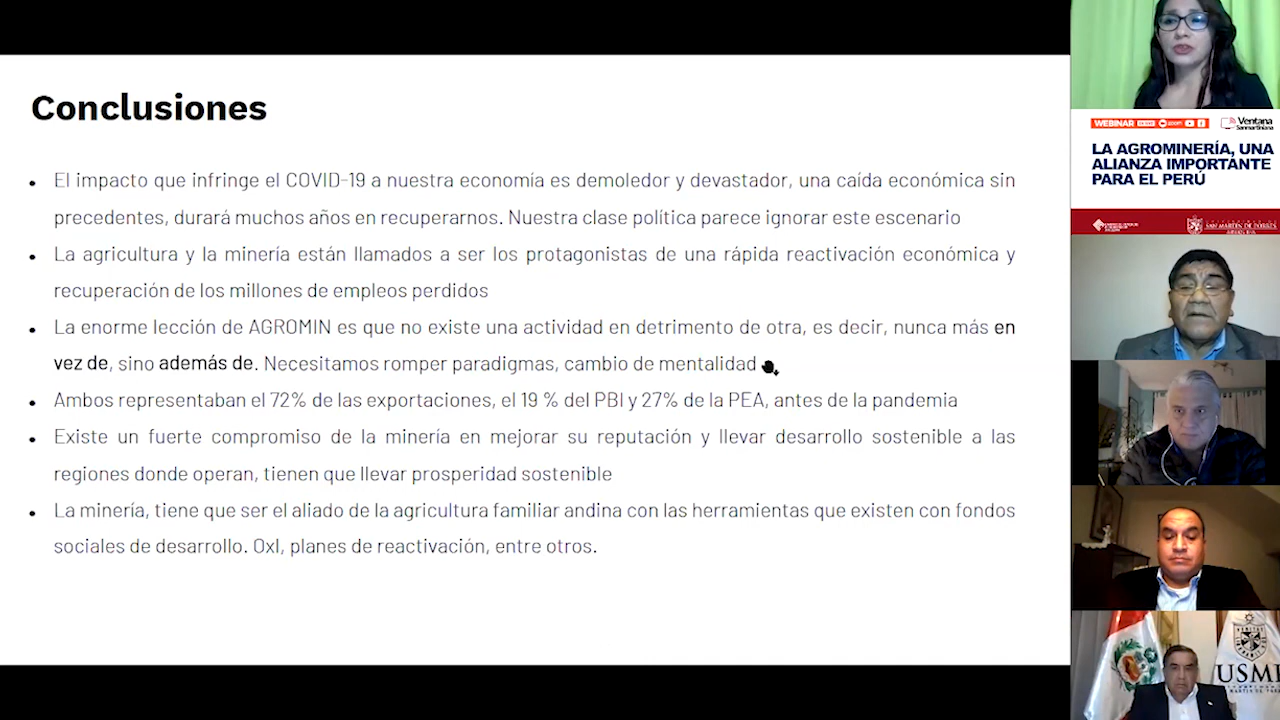 Conclusiones
• El impacto que infringe el COVID-19 a nuestra economía es demoledor y devastador, una caída económica sin
precedentes, durará muchos años en recuperarnos. Nuestra clase política parece ignorar este escenario
• La agricultura y la minería están llamados a ser los protagonistas de una rápida reactivación económica y
recuperación de los millones de empleos perdidos
• La enorme lección de AGROMIN es que no existe una actividad en detrimento de otra, es decir, nunca más en
vez de, sino además de. Necesitamos romper paradigmas, cambio de mentalidad
• Ambos representaban el 72% de las exportaciones, el 19 % del PBI y 27% de la PEA, antes de la pandemia
• Existe un fuerte compromiso de la minería en mejorar su reputación y llevar desarrollo sostenible a las
regiones donde operan, tienen que llevar prosperidad sostenible
• La minería, tiene que ser el aliado de la agricultura familiar andina con las herramientas que existen con fondos
sociales de desarrollo. OxI, planes de reactivación, entre otros.
WEBINAR
zoom
Ventana
Sanmartiniana
LA AGROMINERÍA, UNA
ALIANZA IMPORTANTE
PARA EL PERÚ
SAN MARTIN DE PORRES
USMP